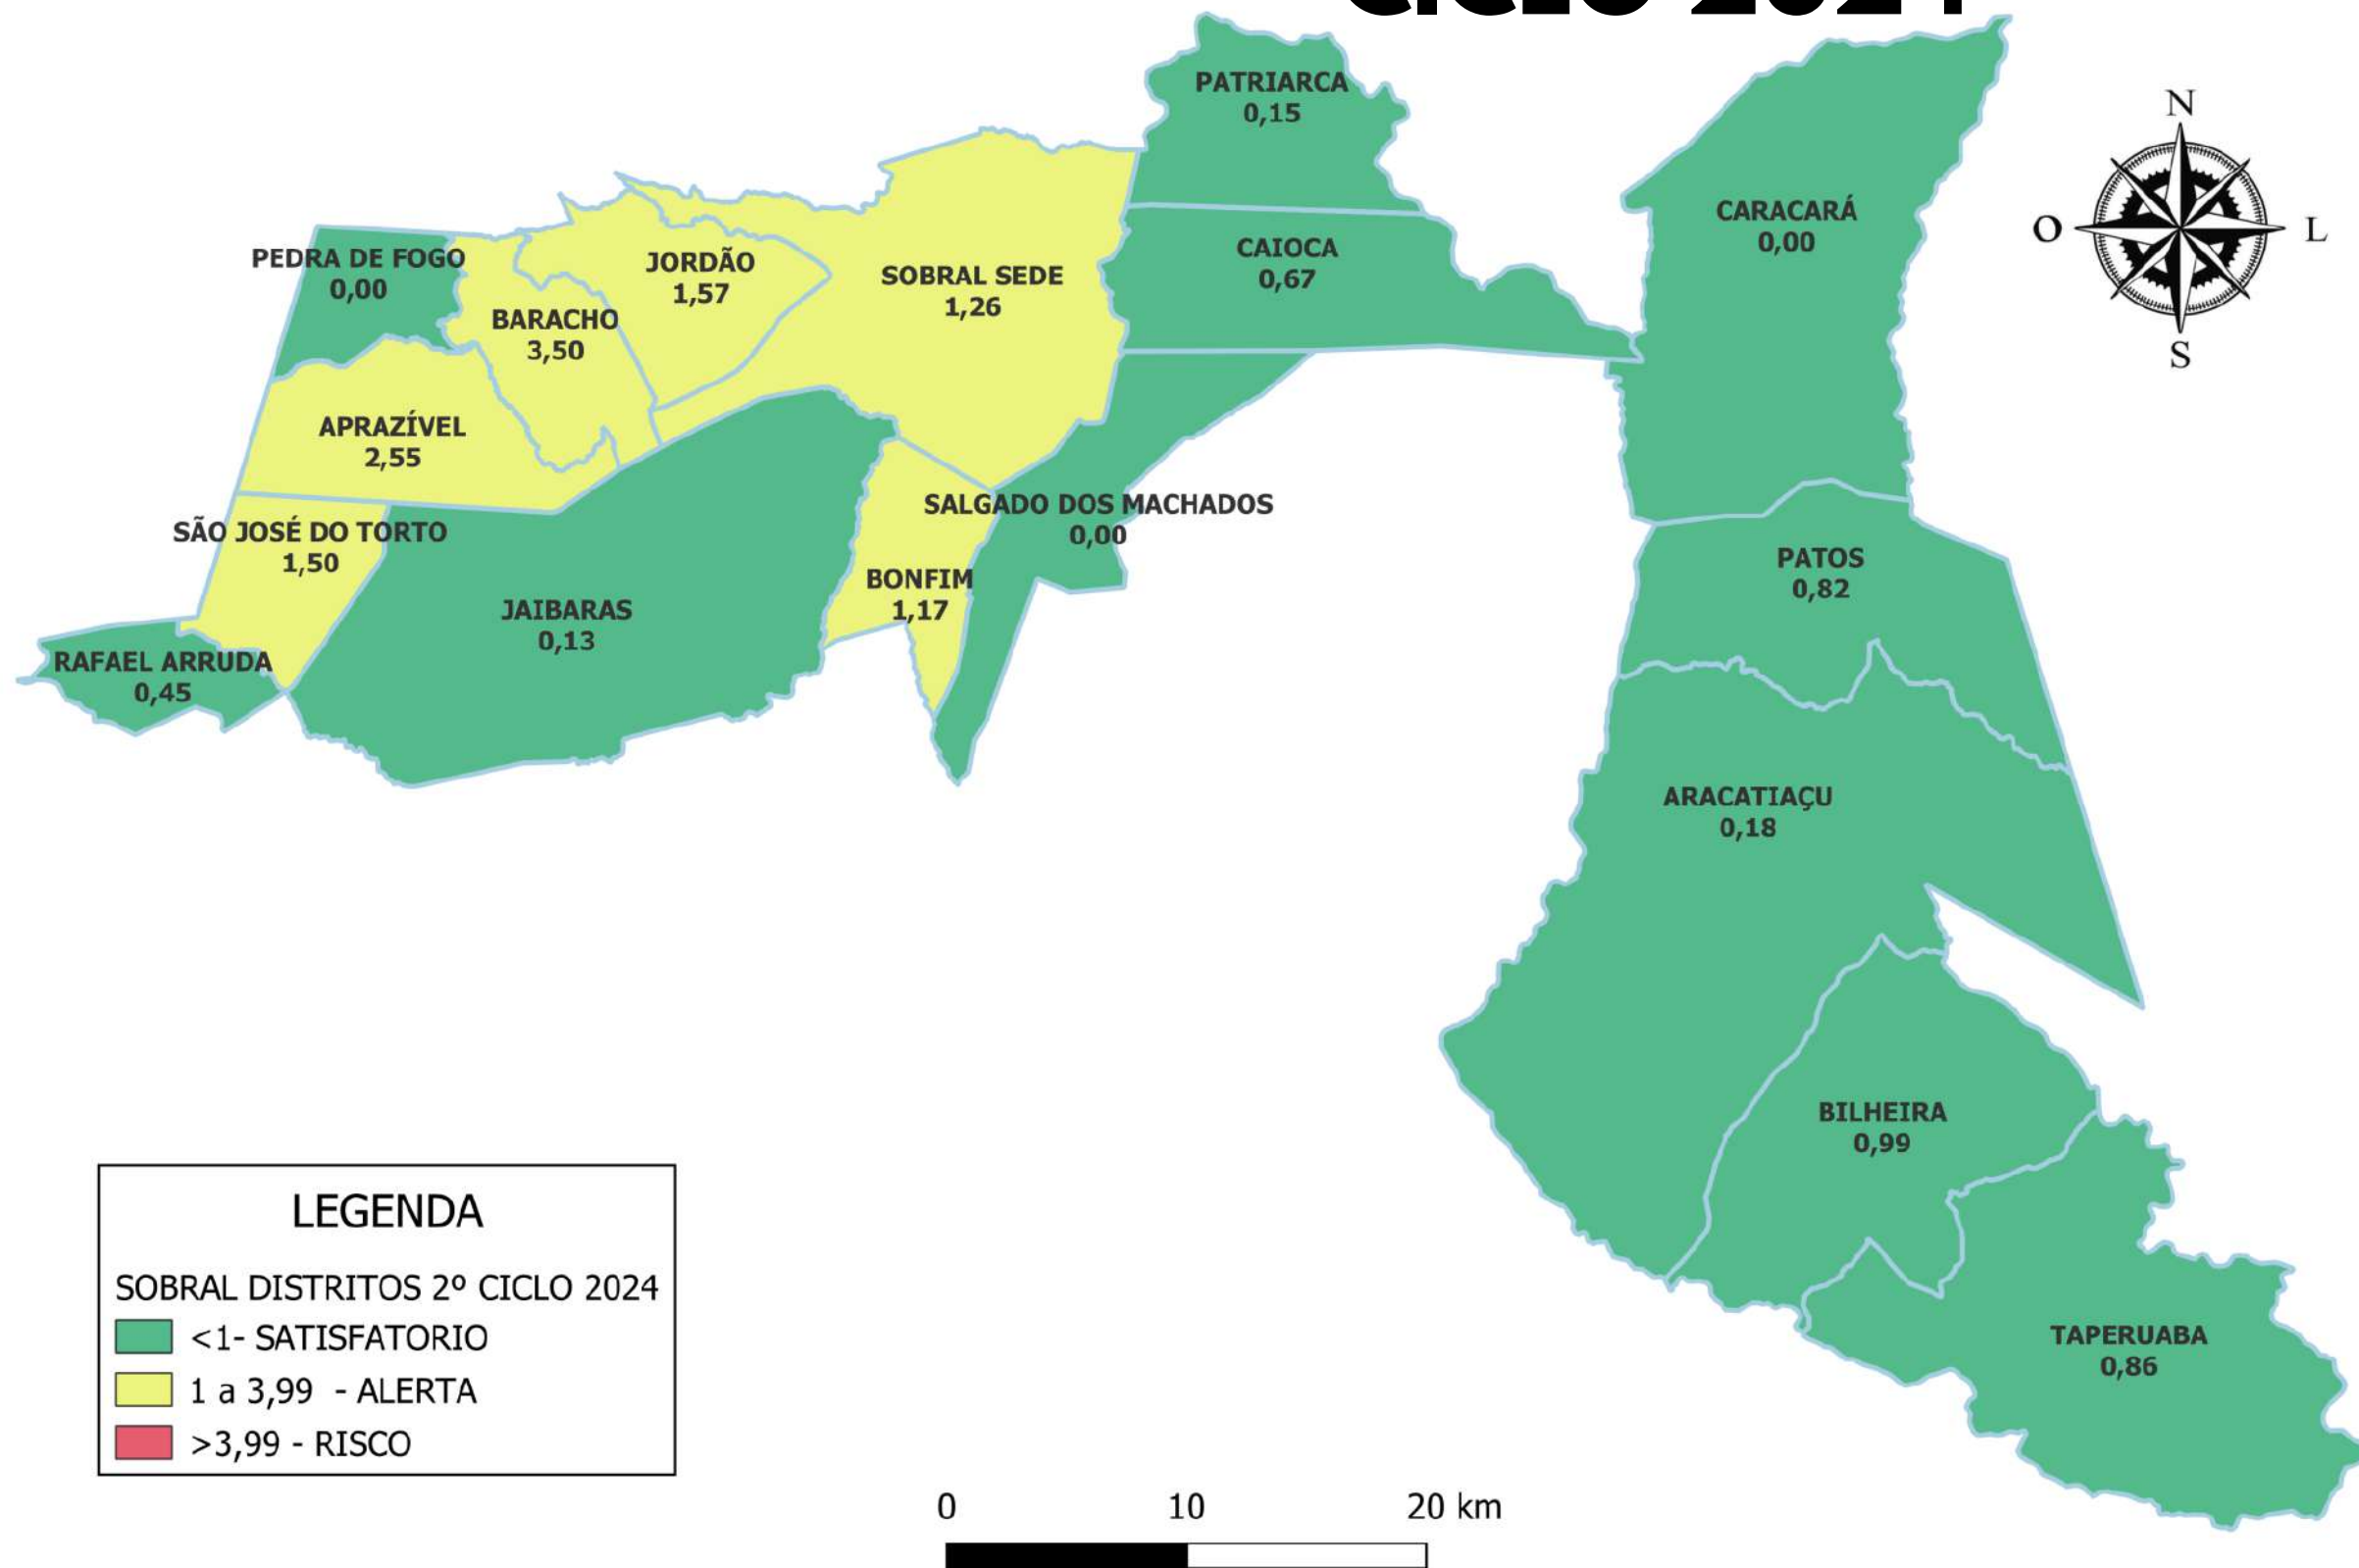 CICLO 2024
PATRIARCA
0,15
N
CARACARÁ
0,00
O
L
PEDRA DE FOGO
0,00
JORDÃO
1,57
SOBRAL SEDE
1,26
CAIOCA
0,67
BARACHO
3,50
S
APRAZÍVEL
2,55
SALGADO DOS MACHADOS
0,00
SÃO JOSÉ DO TORTO
1,50
PATOS
0,82
BONFIM
1,17
JAIBARAS
0,13
RAFAEL ARRUDA
0,45
ARACATIAÇU
0,18
BILHEIRA
0,99
TAPERUABA
0,86
LEGENDA
SOBRAL DISTRITOS 2º CICLO 2024
<1- SATISFATORIO
1 a 3,99 - ALERTA
>3,99 - RISCO
0 10 20 km